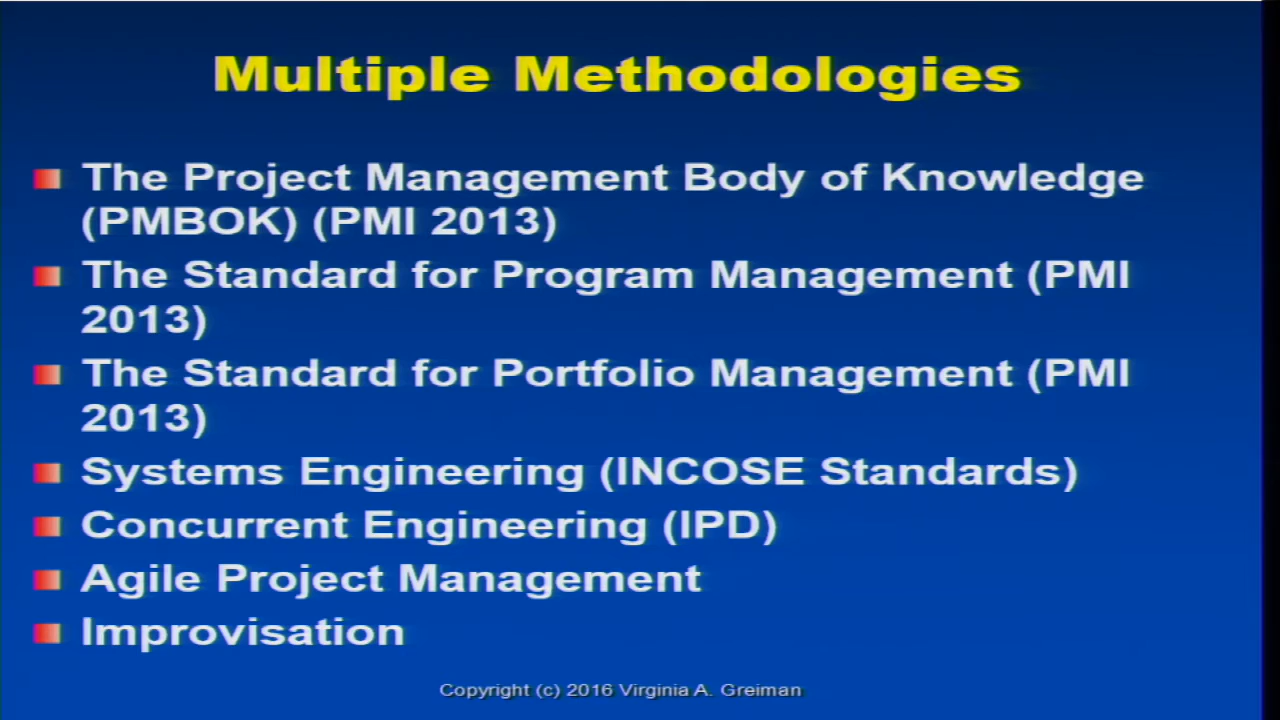 Multiple Methodologies
The Project Management Body of Knowledge
(PMBOK) (PMI 2013)
The Standard for Program Management (PMI
2013)
The Standard for Portfolio Management (PMI
2013)
Systems Engineering (INCOSE Standards)
Concurrent Engineering (IPD)
Agile Project Management
Improvisation
Copyright (c) 2016 Virginia A. Greiman